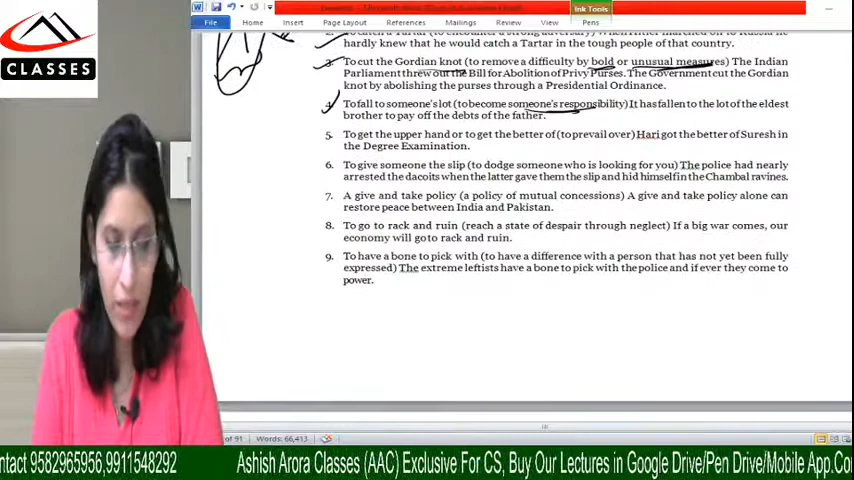 CLASSES
File Home Insert Page Layout References Mailings Review View Pens
Ink Tools
hardly knew that he would catch a Tartar in the tough people of that country.
3. To cut the Gordian knot (to remove a difficulty by bold or unusual measures) The Indian
Parliament threw out the Bill for Abolition of Privy Purses. The Government cut the Gordian
knot by abolishing the purses through a Presidential Ordinance.
4. To fall to someone's lot (to become someone's responsibility) It has fallen to the lot of the eldest
brother to pay off the debts of the father.
5. To get the upper hand or to get the better of (to prevail over) Hari got the better of Suresh in
the Degree Examination.
6. To give someone the slip (to dodge someone who is looking for you) The police had nearly
arrested the dacoits when the latter gave them the slip and hid himself in the Chambal ravines.
7. A give and take policy (a policy of mutual concessions) A give and take policy alone can
restore peace between India and Pakistan.
8. To go to rack and ruin (reach a state of despair through neglect) If a big war comes, our
economy will go to rack and ruin.
9. To have a bone to pick with (to have a difference with a person that has not yet been fully
expressed) The extreme leftists have a bone to pick with the police and if ever they come to
power.
of 91 Words: 66,413
ntact 9582965956,9911548292 Ashish Arora Classes (AAC) Exclusive For CS, Buy Our Lectures in Google Drive/Pen Drive/Mobile App.Co